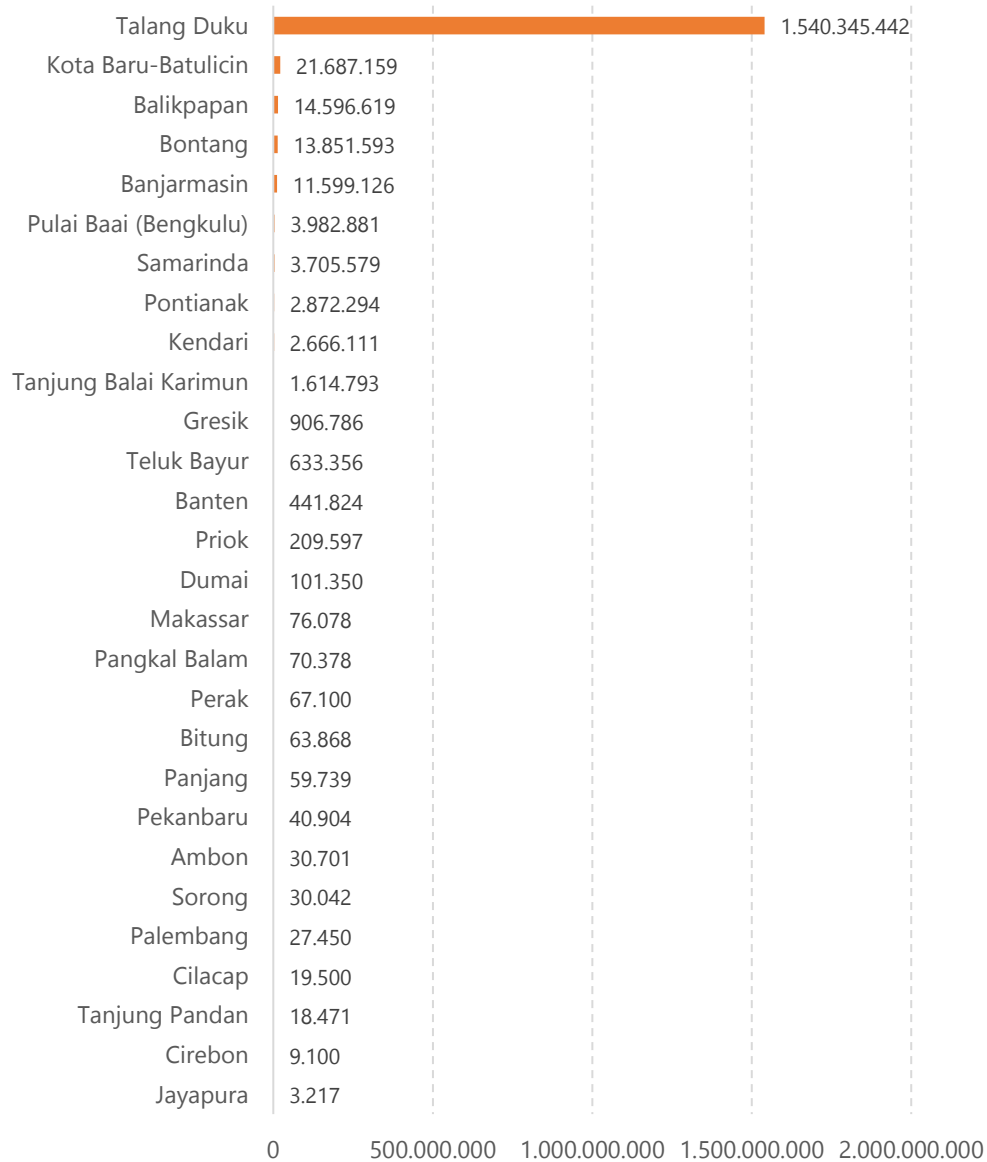 Talang Duku 1.540.345.442
Kota Baru-Batulicin 21.687.159
Balikpapan 14.596.619
Bontang 13.851.593
Banjarmasin 11.599.126
Pulai Baai (Bengkulu) 3.982.881
Samarinda 3.705.579
Pontianak 2.872.294
Kendari 2.666.111
Tanjung Balai Karimun 1.614.793
Gresik 906.786
Teluk Bayur 633.356
Banten 441.824
Priok 209.597
Dumai 101.350
Makassar 76.078
Pangkal Balam 70.378
Perak 67.100
Bitung 63.868
Panjang 59.739
Pekanbaru 40.904
Ambon 30.701
Sorong 30.042
Palembang 27.450
Cilacap 19.500
Tanjung Pandan 18.471
Cirebon 9.100
Jayapura 3.217
0 500.000.000 1.000.000.000 1.500.000.000 2.000.000.000